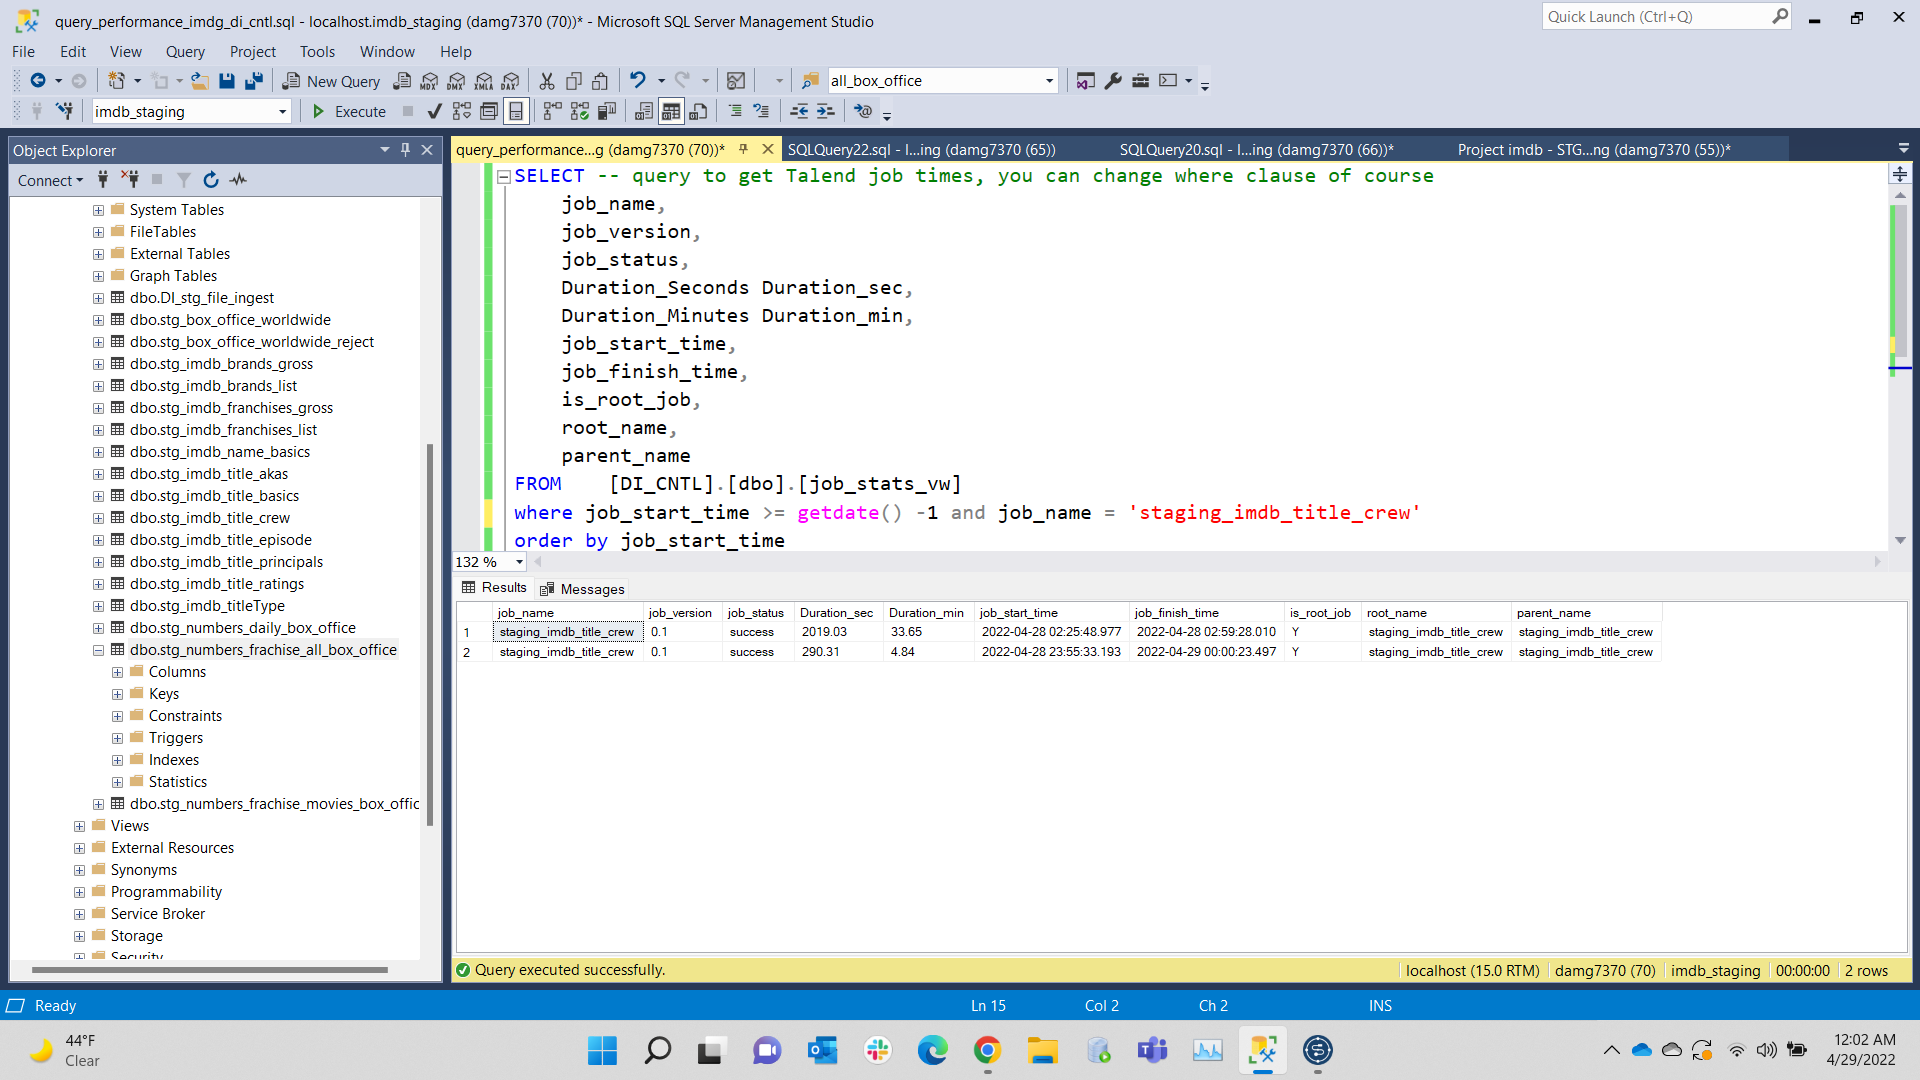 query_performance_imdg_di_cntl.sql - localhost.imdb_staging (damg7370 (70))* - Microsoft SQL Server Management Studio
Quick Launch (Ctrl+Q)
File Edit View Query Project Tools Window Help
New Query
MDX DMX XMLA DAX
all_box_office
imdb_staging
Execute
Object Explorer
query_performance...g (damg7370 (70))*
SQLQuery22.sql - l...ing (damg7370 (65))
SQLQuery20.sql - l...ing (damg7370 (66))*
Project imdb - STG...ng (damg7370 (55))*
Connect
System Tables
FileTables
External Tables
Graph Tables
dbo.DI_stg_file_ingest
dbo.stg_box_office_worldwide
dbo.stg_box_office_worldwide_reject
dbo.stg_imdb_brands_gross
dbo.stg_imdb_brands_list
dbo.stg_imdb_franchises_gross
dbo.stg_imdb_franchises_list
dbo.stg_imdb_name_basics
dbo.stg_imdb_title_akas
dbo.stg_imdb_title_basics
dbo.stg_imdb_title_crew
dbo.stg_imdb_title_episode
dbo.stg_imdb_title_principals
dbo.stg_imdb_title_ratings
dbo.stg_imdb_titleType
dbo.stg_numbers_daily_box_office
dbo.stg_numbers_frachise_all_box_office
Columns
Keys
Constraints
Triggers
Indexes
Statistics
dbo.stg_numbers_frachise_movies_box_offic
Views
External Resources
Synonyms
Programmability
Service Broker
Storage
Security
SELECT -- query to get Talend job times, you can change where clause of course
job_name,
job_version,
job_status,
Duration_Seconds Duration_sec,
Duration_Minutes Duration_min,
job_start_time,
job_finish_time,
is_root_job,
root_name,
parent_name
FROM [DI_CNTL].[dbo].[job_stats_vw]
where job_start_time >= getdate() -1 and job_name = 'staging_imdb_title_crew'
order by job_start_time
132 %
Results Messages
job_name job_version job_status Duration_sec Duration_min job_start_time job_finish_time is_root_job root_name parent_name
1 staging_imdb_title_crew 0.1 success 2019.03 33.65 2022-04-28 02:25:48.977 2022-04-28 02:59:28.010 Y staging_imdb_title_crew staging_imdb_title_crew
2 staging_imdb_title_crew 0.1 success 290.31 4.84 2022-04-28 23:55:33.193 2022-04-29 00:00:23.497 Y staging_imdb_title_crew staging_imdb_title_crew
Query executed successfully.
localhost (15.0 RTM) damg7370 (70) imdb_staging 00:00:00 2 rows
Ready
Ln 15 Col 2 Ch 2 INS
44°F
Clear
12:02 AM
4/29/2022